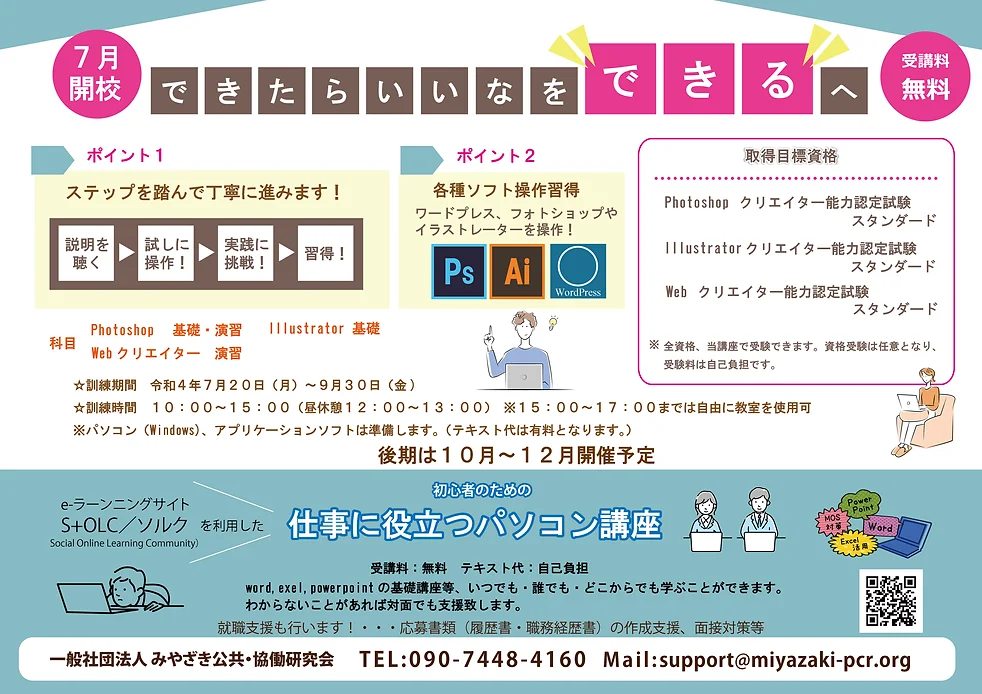 7月
開校
できたらいいなをできるへ
受講料
無料
ポイント1
ステップを踏んで丁寧に進みます！
説明を
聴く
試しに
操作！
実践に
挑戦！
習得！
ポイント2
各種ソフト操作習得
ワードプレス、フォトショップや
イラストレーターを操作！
Ps
Ai
WordPress
取得目標資格
Photoshop クリエイター能力認定試験
スタンダード
Illustratorクリエイター能力認定試験
スタンダード
Web クリエイター能力認定試験
スタンダード
※ 全資格、当講座で受験できます。資格受験は任意となり、
受験料は自己負担です。
科目
Photoshop 基礎・演習 Illustrator 基礎
Webクリエイター 演習
☆訓練期間 令和４年７月２０日（月）～９月３０日（金）
☆訓練時間 １０：００～１５：００（昼休憩１２：００～１３：００） ※１５：００～１７：００までは自由に教室を使用可
※パソコン（Windows）、アプリケーションソフトは準備します。（テキスト代は有料となります。）
後期は１０月～１２月開催予定
e-ラーンニングサイト
S+OLC／ソルク を利用した
Social Online Learning Community）
初心者のための
仕事に役立つパソコン講座
MOS
対策
Power
Point
Word
Excel
活用
受講料：無料 テキスト代：自己負担
word,exel,powerpointの基礎講座等、いつでも・誰でも・どこからでも学ぶことができます。
わからないことがあれば対面でも支援致します。
就職支援も行います！・・・応募書類（履歴書・職務経歴書）の作成支援、面接対策等
一般社団法人 みやざき公共・協働研究会 TEL:090-7448-4160 Mail:support@miyazaki-pcr.org